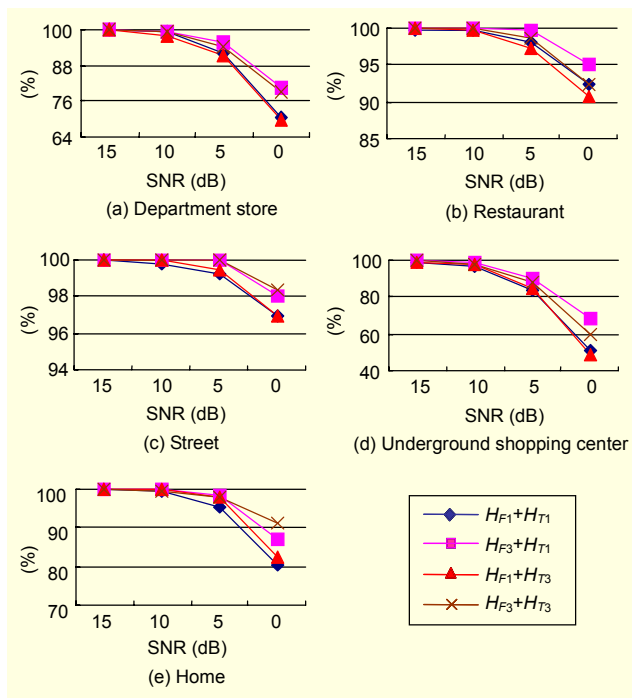 100
88
76
64
(%)
15 10 5 0
SNR (dB)
(a) Department store
100
95
90
85
(%)
15 10 5 0
SNR (dB)
(b) Restaurant
100
98
96
94
(%)
15 10 5 0
SNR (dB)
(c) Street
100
80
60
40
(%)
15 10 5 0
SNR (dB)
(d) Underground shopping center
100
90
80
70
(%)
15 10 5 0
SNR (dB)
(e) Home
HF1+HT1
HF3+HT1
HF1+HT3
HF3+HT3